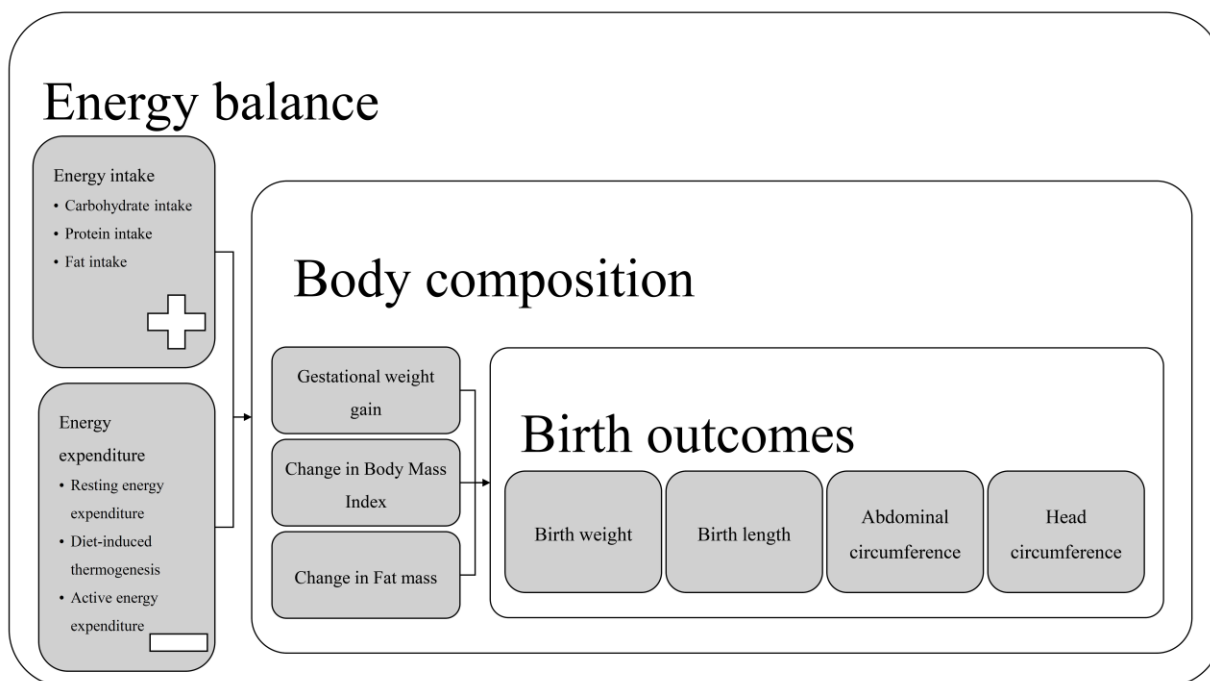 Energy balance
Energy intake
• Carbohydrate intake
• Protein intake
• Fat intake
Energy
expenditure
• Resting energy
expenditure
• Diet-induced
thermogenesis
• Active energy
expenditure
Body composition
Gestational weight
gain
Change in Body Mass
Index
Change in Fat mass
Birth outcomes
Birth weight
Birth length
Abdominal
circumference
Head
circumference